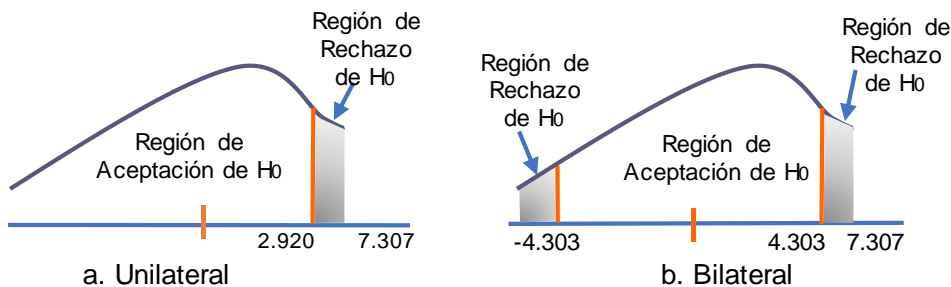 Región de
Rechazo
de H0
Región de
Aceptación de H0
2.920 7.307
a. Unilateral
Región de
Rechazo
de H0
Región de
Rechazo
de H0
Región de
Aceptación de H0
-4.303 4.303 7.307
b. Bilateral